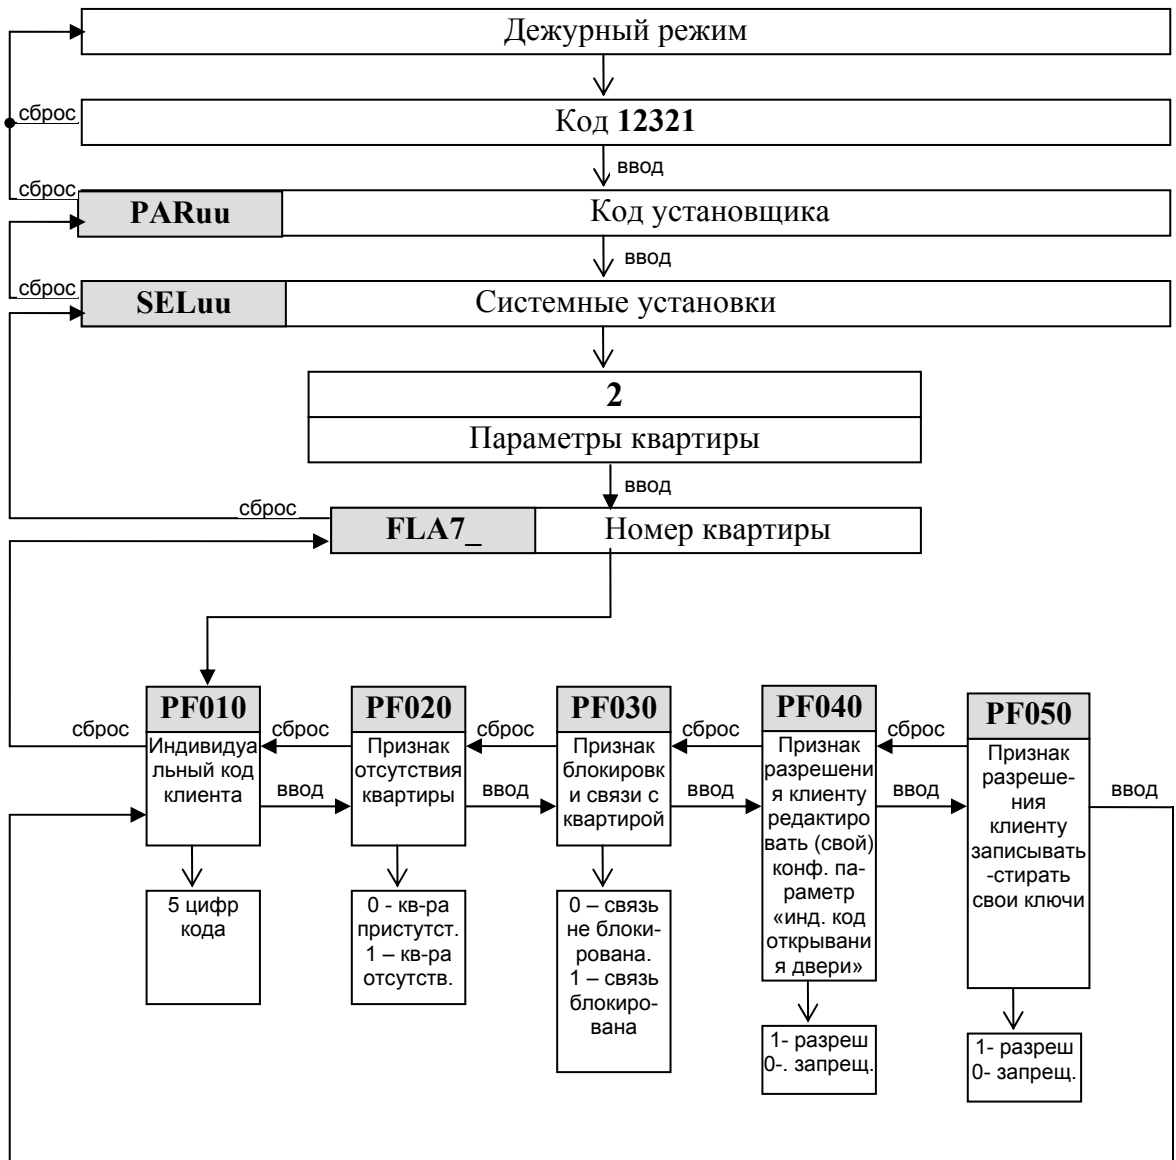 Дежурный режим
сброс
Код 12321
ввод
сброс
PARuu
Код установщика
ввод
сброс
SELuu
Системные установки
2
Параметры квартиры
ввод
сброс
FLA7_
Номер квартиры
сброс
PF010
Индивидуа
льный код
клиента
ввод
5 цифр
кода
сброс
PF020
Признак
отсутствия
квартиры
ввод
0 - кв-ра
пристутст.
1 – кв-ра
отсутств.
сброс
PF030
Признак
блокировк
и связи с
квартирой
ввод
0 – связь
не блоки-
рована.
1 – связь
блокиро-
вана
сброс
PF040
Признак
разрешени
я клиенту
редактиро
вать (свой)
конф. па-
раметр
«инд. код
открывани
я двери»
ввод
1- разреш
0-. запрещ.
PF050
Признак
разреше-
ния
клиенту
записывать
-стирать
свои ключи
ввод
1- разреш
0- запрещ.